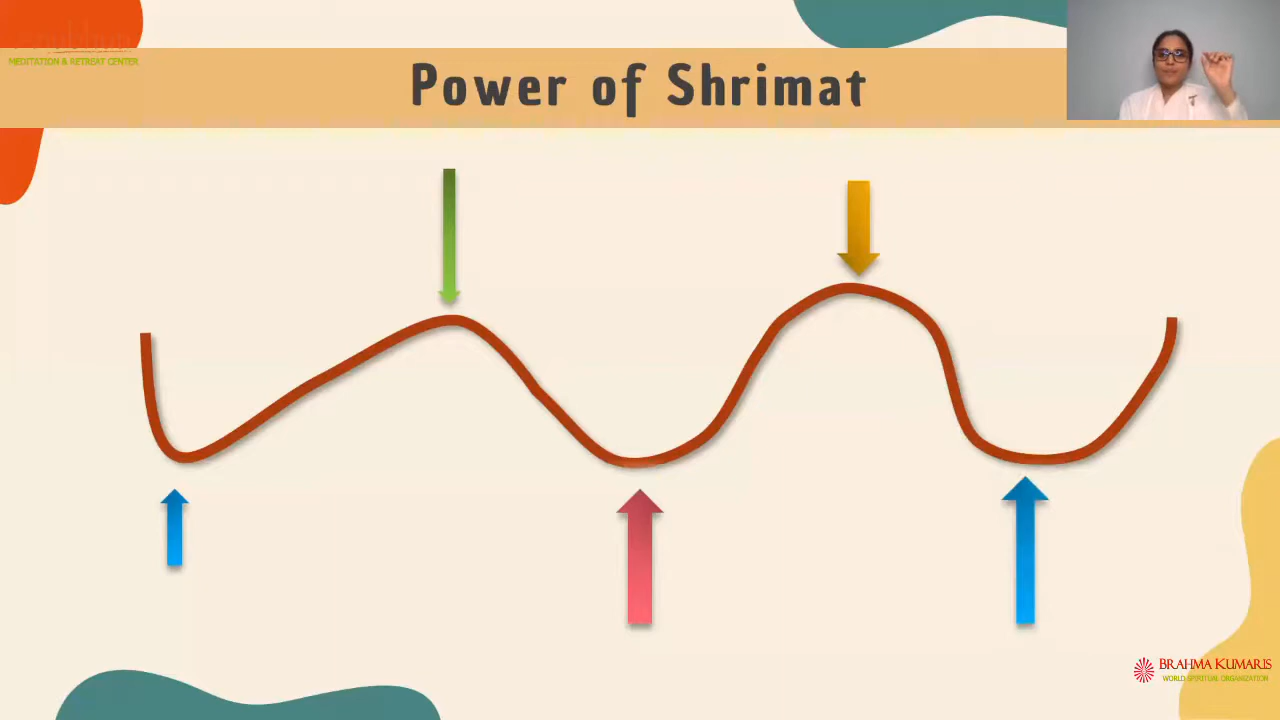 MEDITATION & RETREAT CENTER
Power of Shrimat
BRAHMA KUMARIS
WORLD SPIRITUAL ORGANIZATION